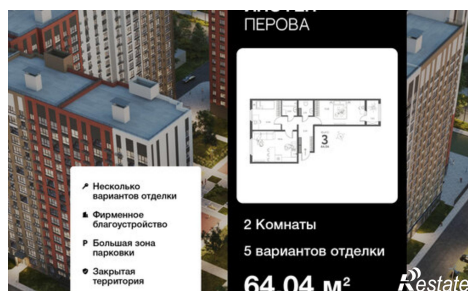 ПЕРОВА
3
Несколько
вариантов отделки
Фирменное
благоустройство
P Большая зона
парковки
Закрытая
территория
2 Комнаты
5 вариантов отделки
64.04 м²
Restate